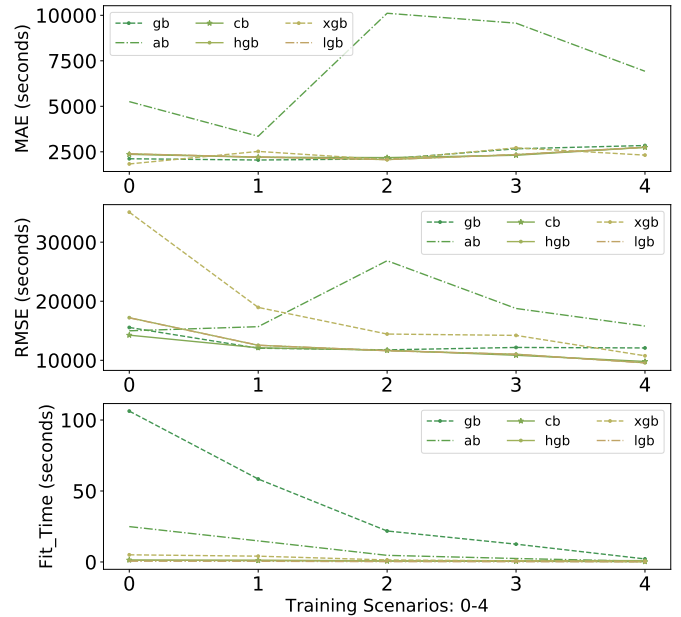 10000
7500
5000
2500
MAE (seconds)
gb cb xgb
ab hgb lgb
0 1 2 3 4
30000
20000
10000
RMSE (seconds)
gb cb xgb
ab hgb lgb
0 1 2 3 4
100
50
0
Fit_Time (seconds)
gb cb xgb
ab hgb lgb
0 1 2 3 4
Training Scenarios: 0-4